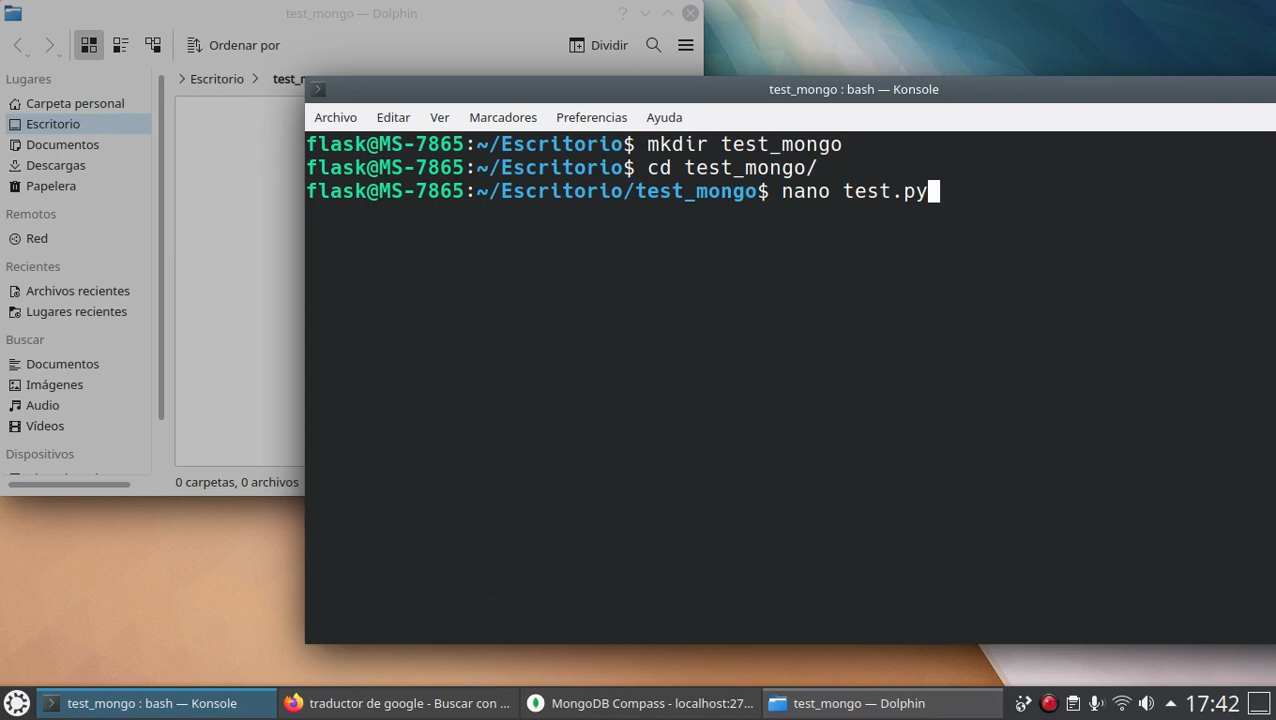 test_mongo — Dolphin
Ordenar por
Dividir
Lugares
Escritorio
Carpeta personal
Escritorio
Documentos
Descargas
Papelera
Remotos
Red
Recientes
Archivos recientes
Lugares recientes
Buscar
Documentos
Imágenes
Audio
Vídeos
Dispositivos
0 carpetas, 0 archivos
test_mongo : bash — Konsole
Archivo Editar Ver Marcadores Preferencias Ayuda
flask@MS-7865:~/Escritorio$ mkdir test_mongo
flask@MS-7865:~/Escritorio$ cd test_mongo/
flask@MS-7865:~/Escritorio/test_mongo$ nano test.py
test_mongo : bash — Konsole
traductor de google - Buscar con ...
MongoDB Compass - localhost:27...
test_mongo — Dolphin
17:42